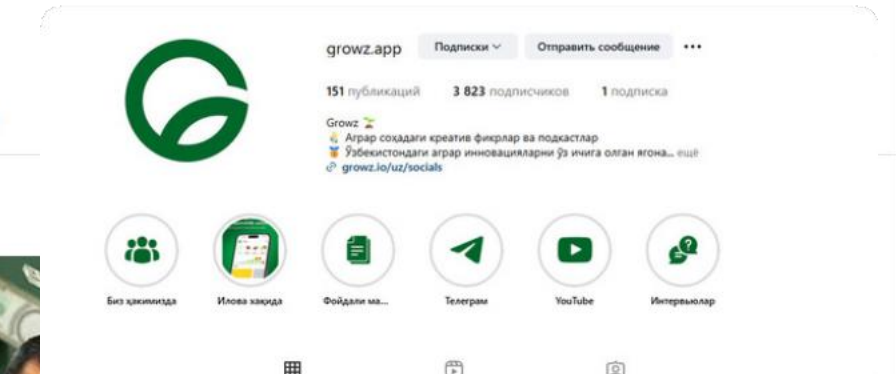 growz.app Подписки Отправить сообщение
151 публикаций 3 823 подписчиков 1 подписка
Growz
Аграр соҳадаги креатив фикрлар ва подкастлар
Ўзбекистондаги аграр инновацияларни ўз ичига олган ягона... ещё
growz.io/uz/socials
Биз ҳакимизда Илова хақида Фойдали ма... Телеграм YouTube Интервьюлар